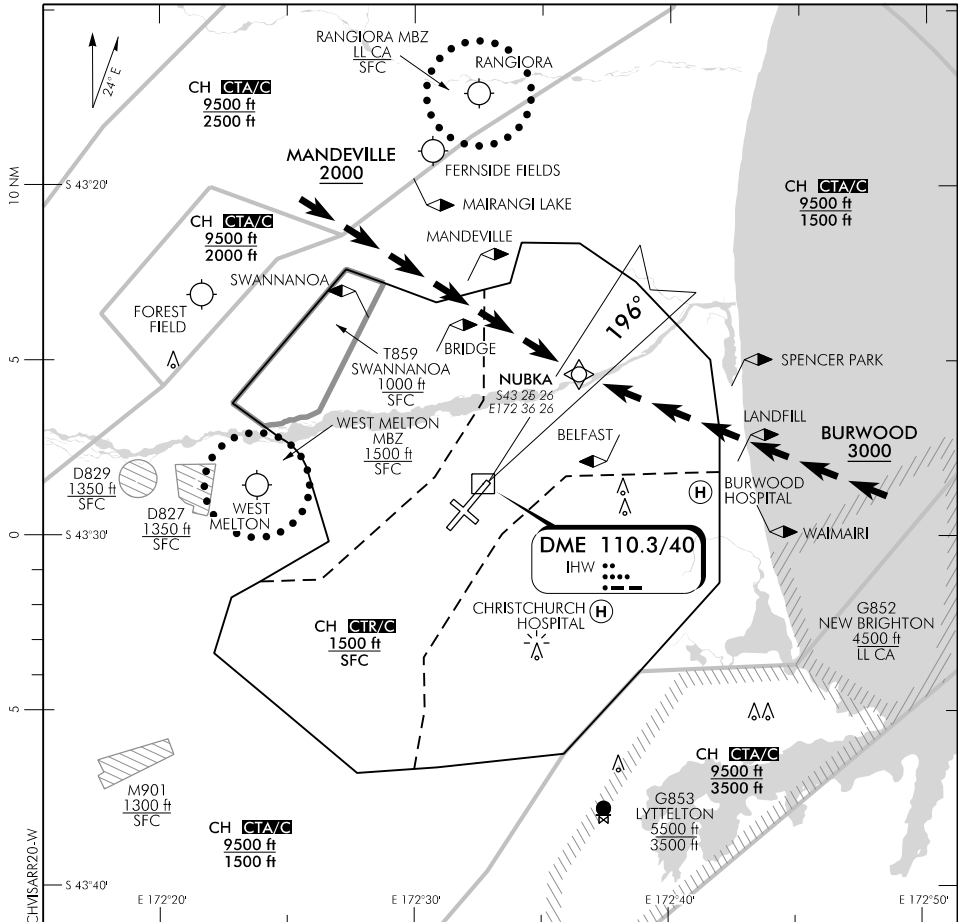 RANGIORA MBZ
LL CA
SFC
RANGIORA
24° E
CH CTA/C
9500 ft
2500 ft
MANDEVILLE
2000
FERNSIDE FIELDS
10 NM
S 43°20'
MAIRANGI LAKE
CH CTA/C
9500 ft
1500 ft
CH CTA/C
9500 ft
2000 ft
MANDEVILLE
SWANNANOA
FOREST
FIELD
196°
T859
SWANNANOA
1000 ft
SFC
BRIDGE
5
SPENCER PARK
NUBKA
S43 25 26
E172 36 26
WEST MELTON
MBZ
1500 ft
SFC
LANDFILL
BURWOOD
3000
BELFAST
D829
1350 ft
SFC
D827
1350 ft
SFC
WEST
MELTON
BURWOOD
HOSPITAL
H
0
S 43°30'
WAIMAIRI
DME 110.3/40
IHW
CHRISTCHURCH
HOSPITAL
H
CH CTR/C
1500 ft
SFC
G852
NEW BRIGHTON
4500 ft
LL CA
5
CH CTA/C
9500 ft
3500 ft
M901
1300 ft
SFC
G853
LYTTELTON
5500 ft
3500 ft
CH CTA/C
9500 ft
1500 ft
CHVISARR20-W
S 43°40'
E 172°20'
E 172°30'
E 172°40'
E 172°50'